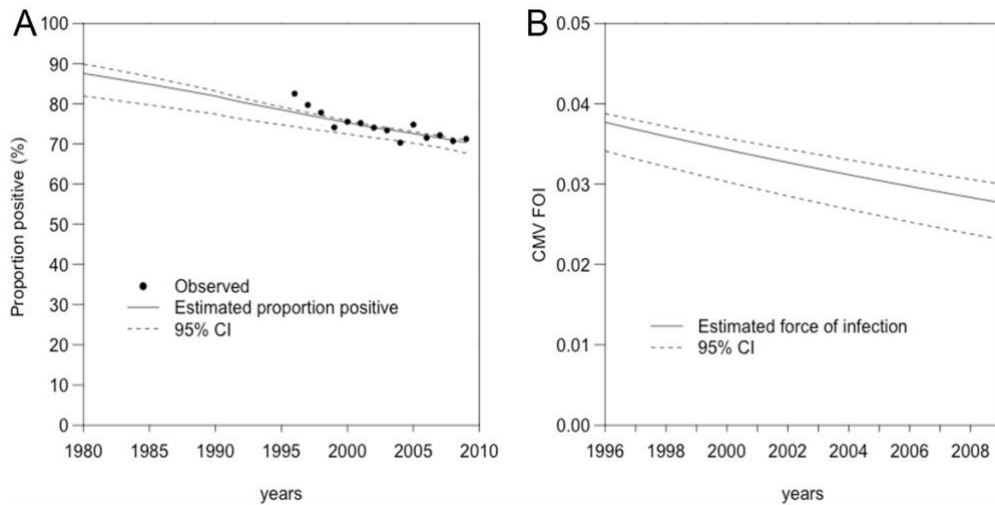 A
Proportion positive (%)
100
90
80
70
60
50
40
30
20
10
0
Observed
Estimated proportion positive
95% CI
1980 1985 1990 1995 2000 2005 2010
years
B
CMV FOI
0.05
0.04
0.03
0.02
0.01
0.00
Estimated force of infection
95% CI
1996 1998 2000 2002 2004 2006 2008
years